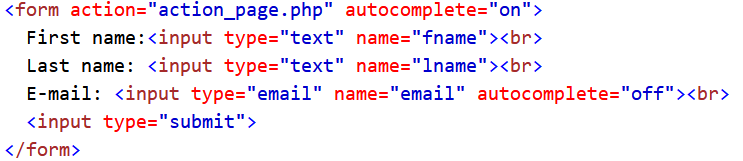 <form action="action_page.php" autocomplete="on">
  First name:<input type="text" name="fname"><br>
  Last name: <input type="text" name="lname"><br>
  E-mail: <input type="email" name="email" autocomplete="off"><br>
  <input type="submit">
</form>